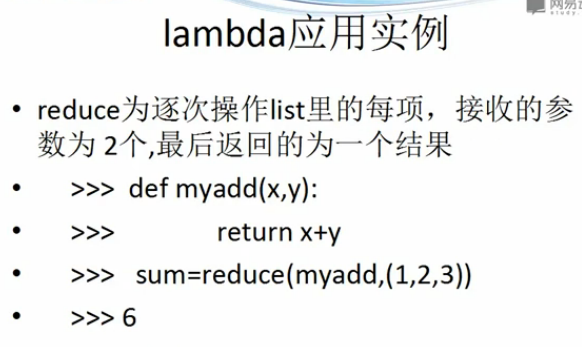 网易
study.
lambda应用实例
• reduce为逐次操作list里的每项，接收的参
数为 2个,最后返回的为一个结果
• >>> def myadd(x,y):
• >>> return x+y
• >>> sum=reduce(myadd,(1,2,3))
• >>> 6